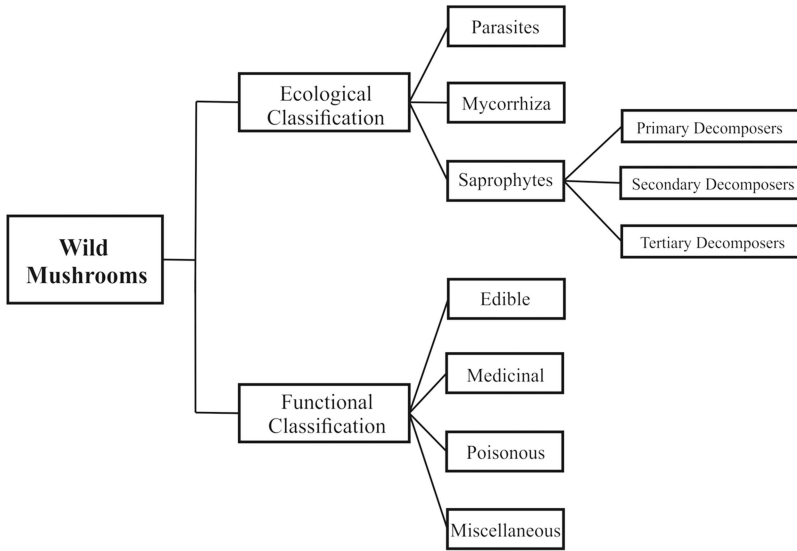 Wild
Mushrooms
Ecological
Classification
Parasites
Mycorrhiza
Saprophytes
Primary Decomposers
Secondary Decomposers
Tertiary Decomposers
Functional
Classification
Edible
Medicinal
Poisonous
Miscellaneous